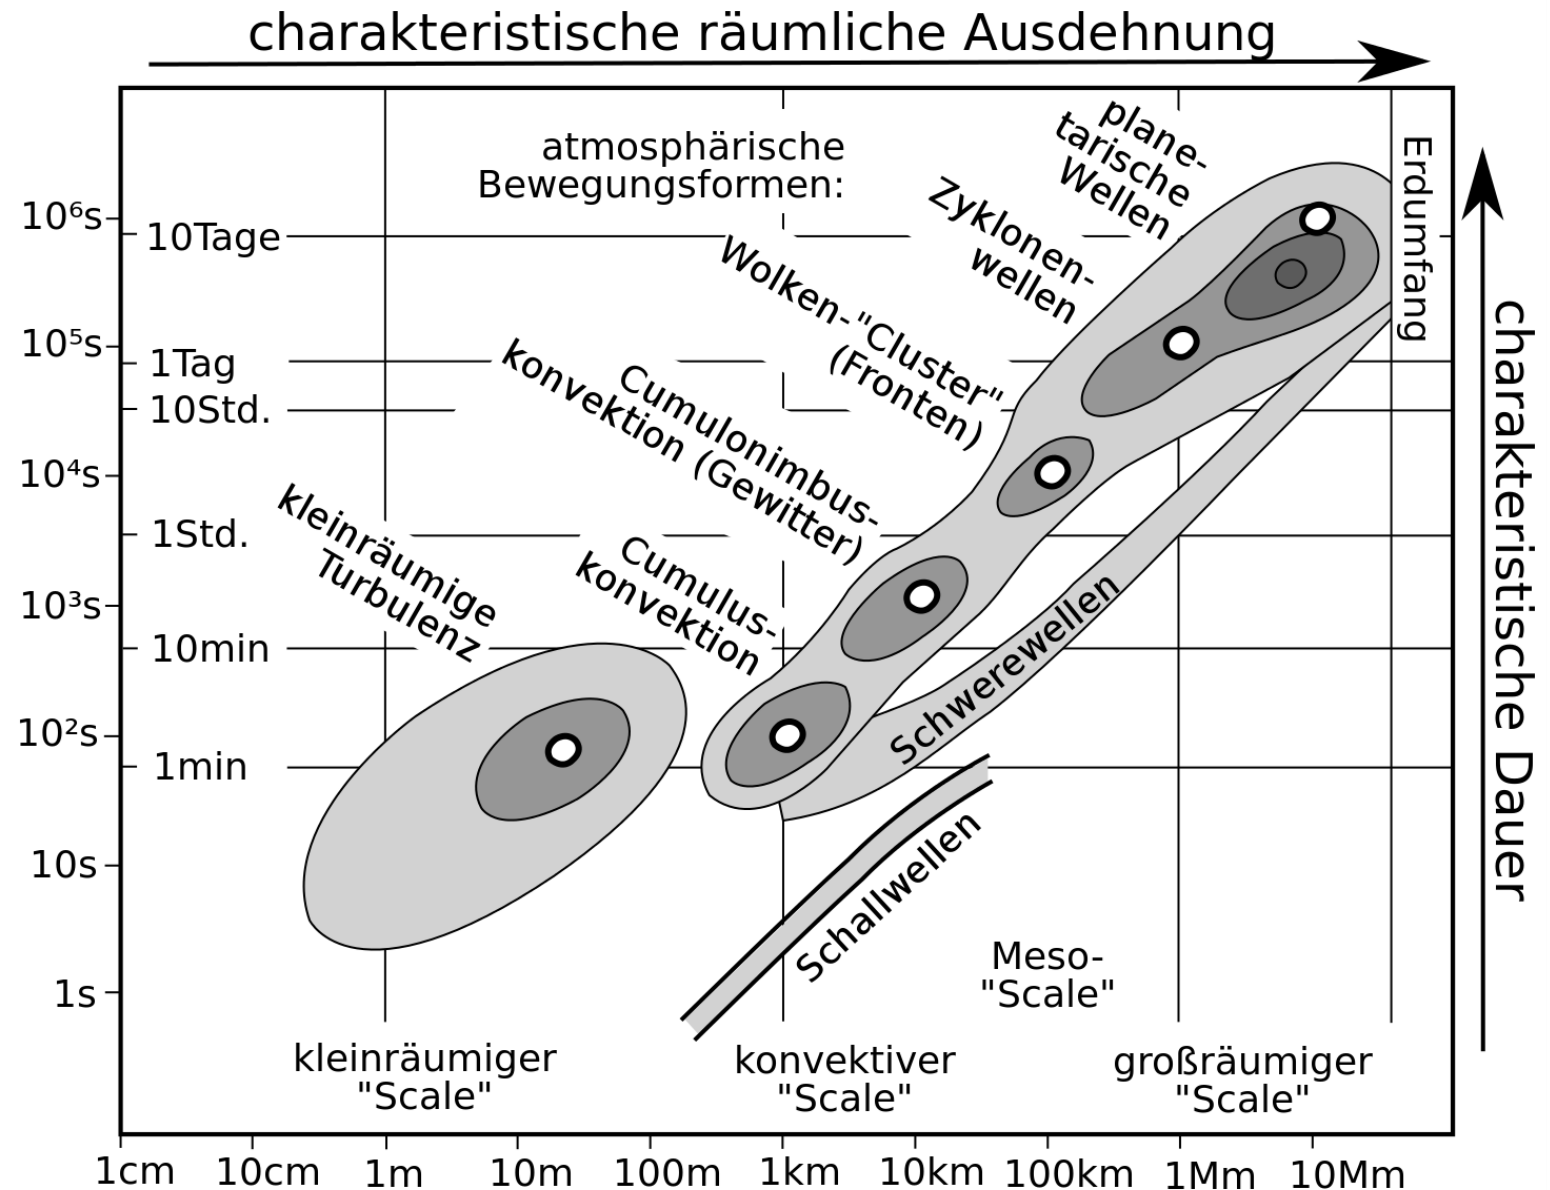 charakteristische räumliche Ausdehnung
atmosphärische
Bewegungsformen:
plane-
tarische
Wellen
Zyklonen-
wellen
Wolken-"Cluster"
(Fronten)
Cumulonimbus-
konvektion (Gewitter)
Cumulus-
konvektion
kleinräumige
Turbulenz
Erdumfang
charakteristische Dauer
10⁶s
10Tage
10⁵s
1Tag
10Std.
10⁴s
1Std.
10³s
10min
10²s
1min
10s
1s
Schwerewellen
Schallwellen
Meso-
"Scale"
kleinräumiger
"Scale"
konvektiver
"Scale"
großräumiger
"Scale"
1cm 10cm 1m 10m 100m 1km 10km 100km 1Mm 10Mm